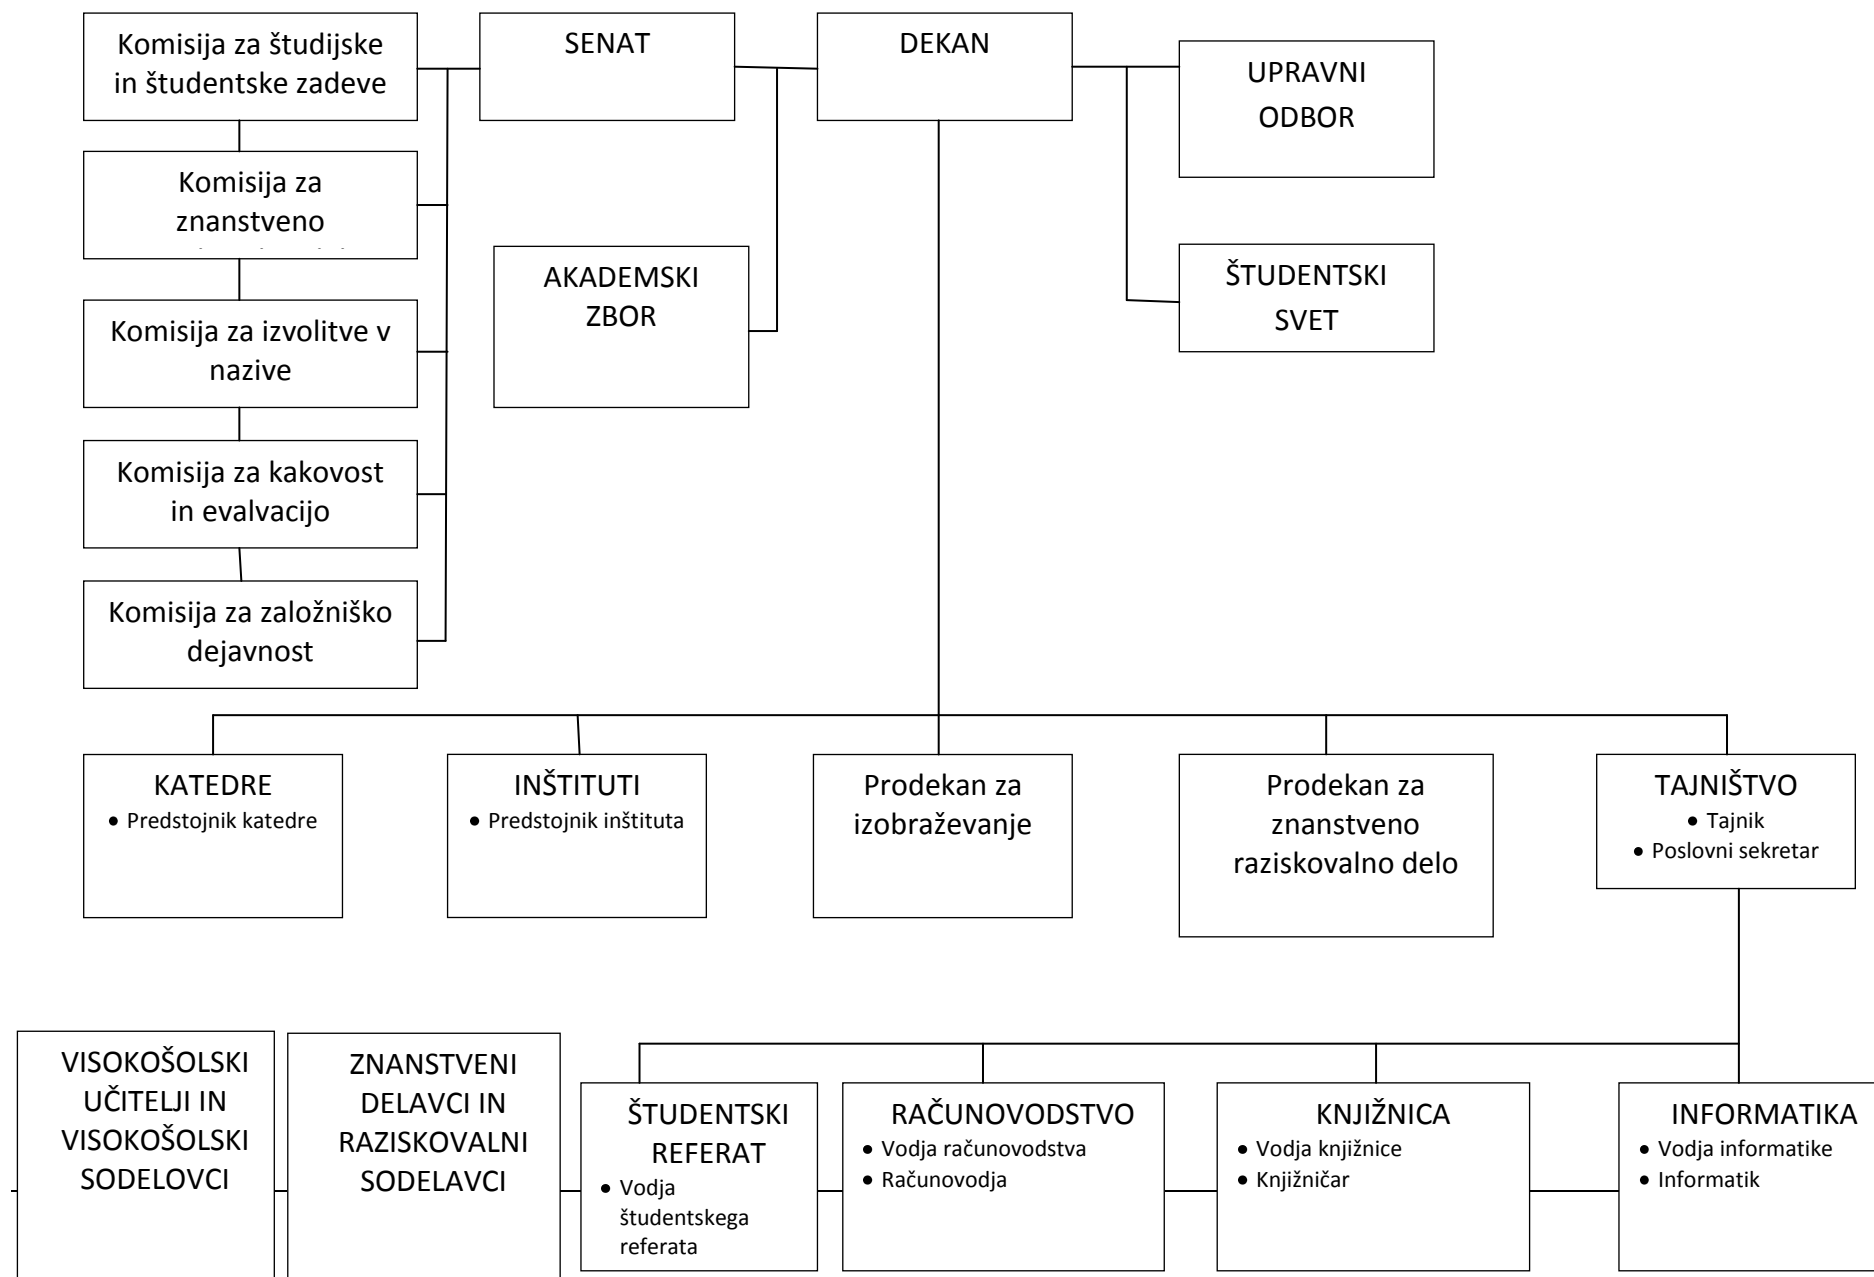 Komisija za študijske
in študentske zadeve
SENAT
DEKAN
UPRAVNI
ODBOR
Komisija za
znanstveno
AKADEMSKI
ZBOR
ŠTUDENTSKI
SVET
Komisija za izvolitve v
nazive
Komisija za kakovost
in evalvacijo
Komisija za založniško
dejavnost
KATEDRE
• Predstojnik katedre
INŠTITUTI
• Predstojnik inštituta
Prodekan za
izobraževanje
Prodekan za
znanstveno
raziskovalno delo
TAJNIŠTVO
• Tajnik
• Poslovni sekretar
VISOKOŠOLSKI
UČITELJI IN
VISOKOŠOLSKI
SODELOVCI
ZNANSTVENI
DELAVCI IN
RAZISKOVALNI
SODELAVCI
ŠTUDENTSKI
REFERAT
• Vodja
študentskega
referata
RAČUNOVODSTVO
• Vodja računovodstva
• Računovodja
KNJIŽNICA
• Vodja knjižnice
• Knjižničar
INFORMATIKA
• Vodja informatike
• Informatik